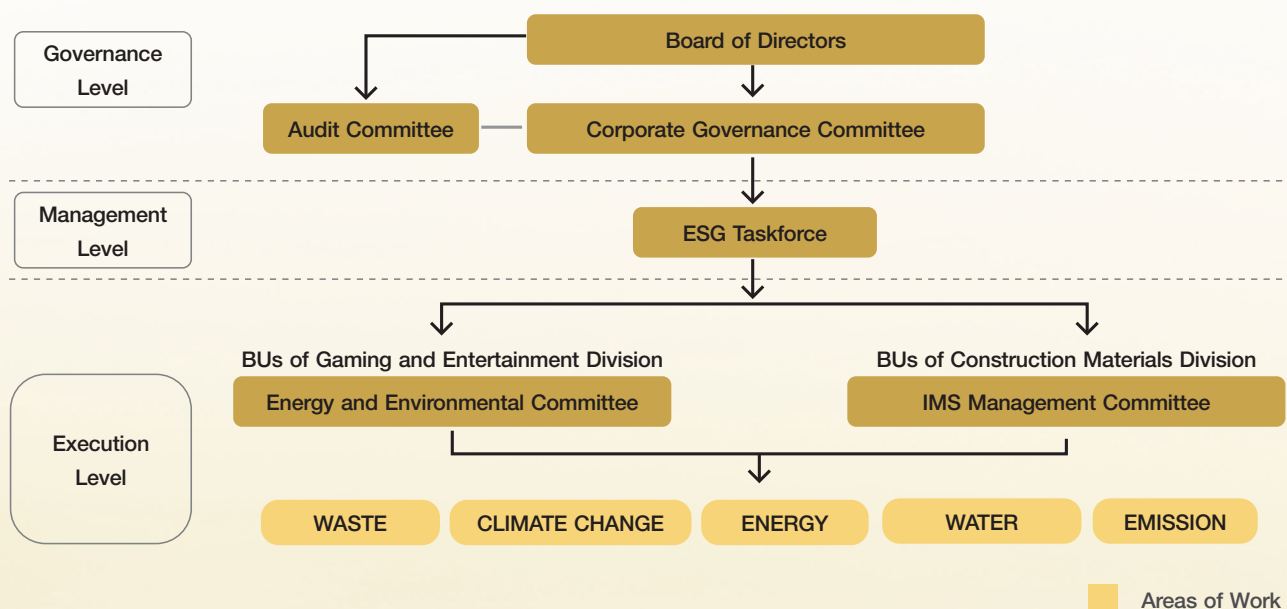 Board of Directors
Governance
Level
Audit Committee
Corporate Governance Committee
Management
Level
ESG Taskforce
BUs of Gaming and Entertainment Division
BUs of Construction Materials Division
Energy and Environmental Committee
IMS Management Committee
Execution
Level
WASTE
CLIMATE CHANGE
ENERGY
WATER
EMISSION
Areas of Work